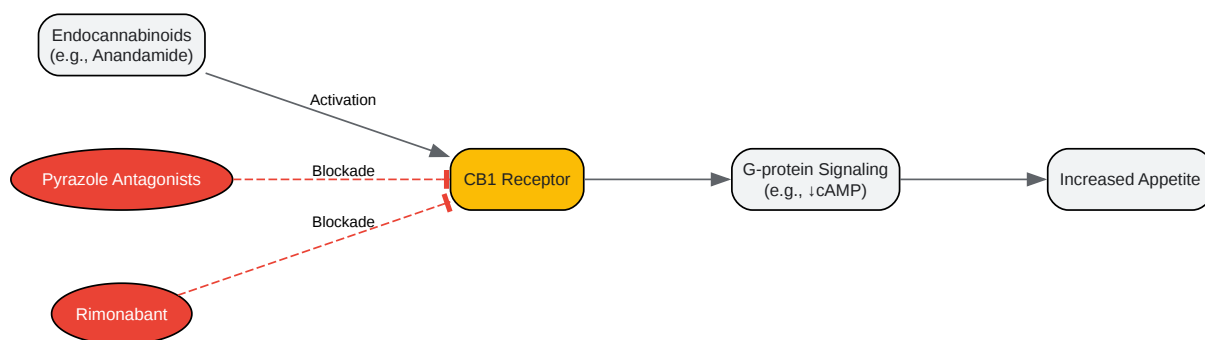 Endocannabinoids
(e.g., Anandamide)
Activation
Pyrazole Antagonists
Blockade
CB1 Receptor
G-protein Signaling
(e.g., ↓cAMP)
Increased Appetite
Blockade
Rimonabant